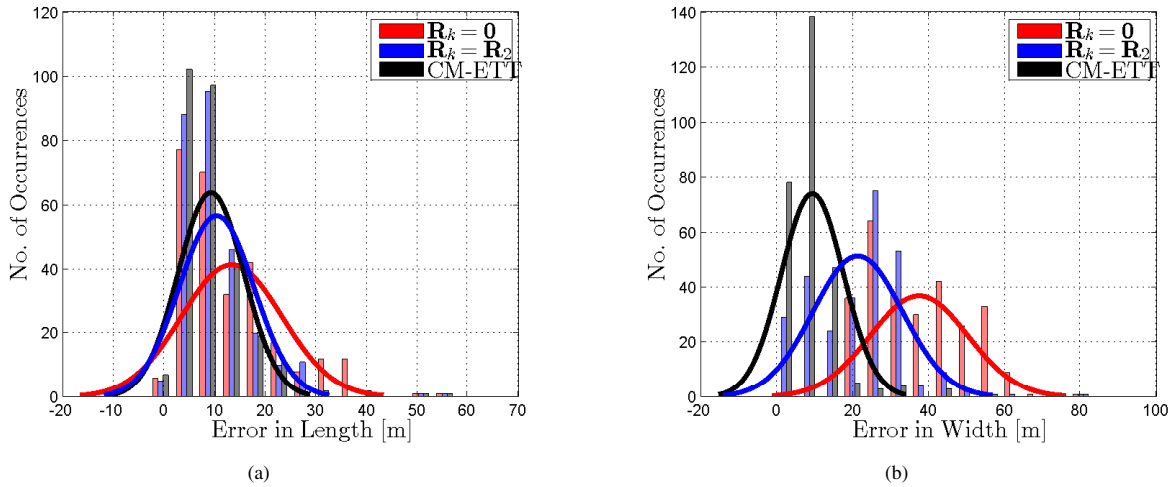 120
100
80
60
40
20
0
No. of Occurrences
R_k = 0
R_k = R_2
CM-ETT
-20 -10 0 10 20 30 40 50 60 70
Error in Length [m]
(a)
140
120
100
80
60
40
20
0
No. of Occurrences
R_k = 0
R_k = R_2
CM-ETT
-20 0 20 40 60 80 100
Error in Width [m]
(b)